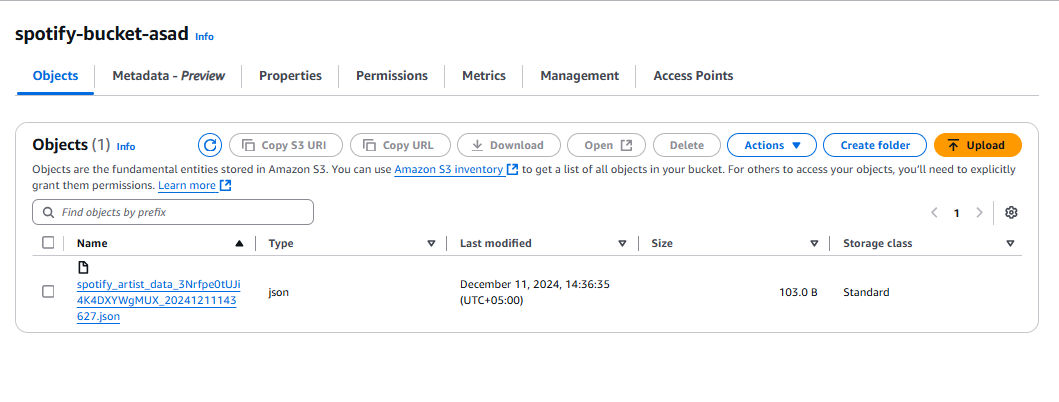 spotify-bucket-asad Info
Objects Metadata - Preview Properties Permissions Metrics Management Access Points
Objects (1) Info Copy S3 URI Copy URL Download Open Delete Actions Create folder Upload
Objects are the fundamental entities stored in Amazon S3. You can use Amazon S3 inventory to get a list of all objects in your bucket. For others to access your objects, you'll need to explicitly
grant them permissions. Learn more
Find objects by prefix 1
Name Type Last modified Size Storage class
spotify_artist_data_3Nrfpe0tUJi
4K4DXYWgMUX_20241211143
627.json
json
December 11, 2024, 14:36:35
(UTC+05:00)
103.0 B
Standard